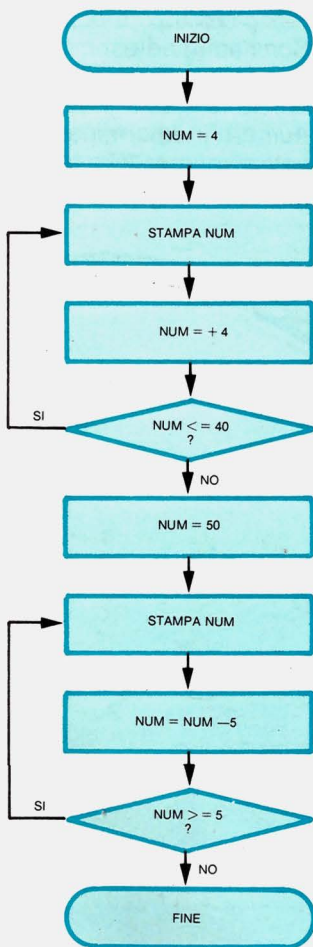 INIZIO
NUM = 4
STAMPA NUM
NUM = + 4
SI
NUM < = 40
?
NO
NUM = 50
STAMPA NUM
NUM = NUM —5
SI
NUM > = 5
?
NO
FINE